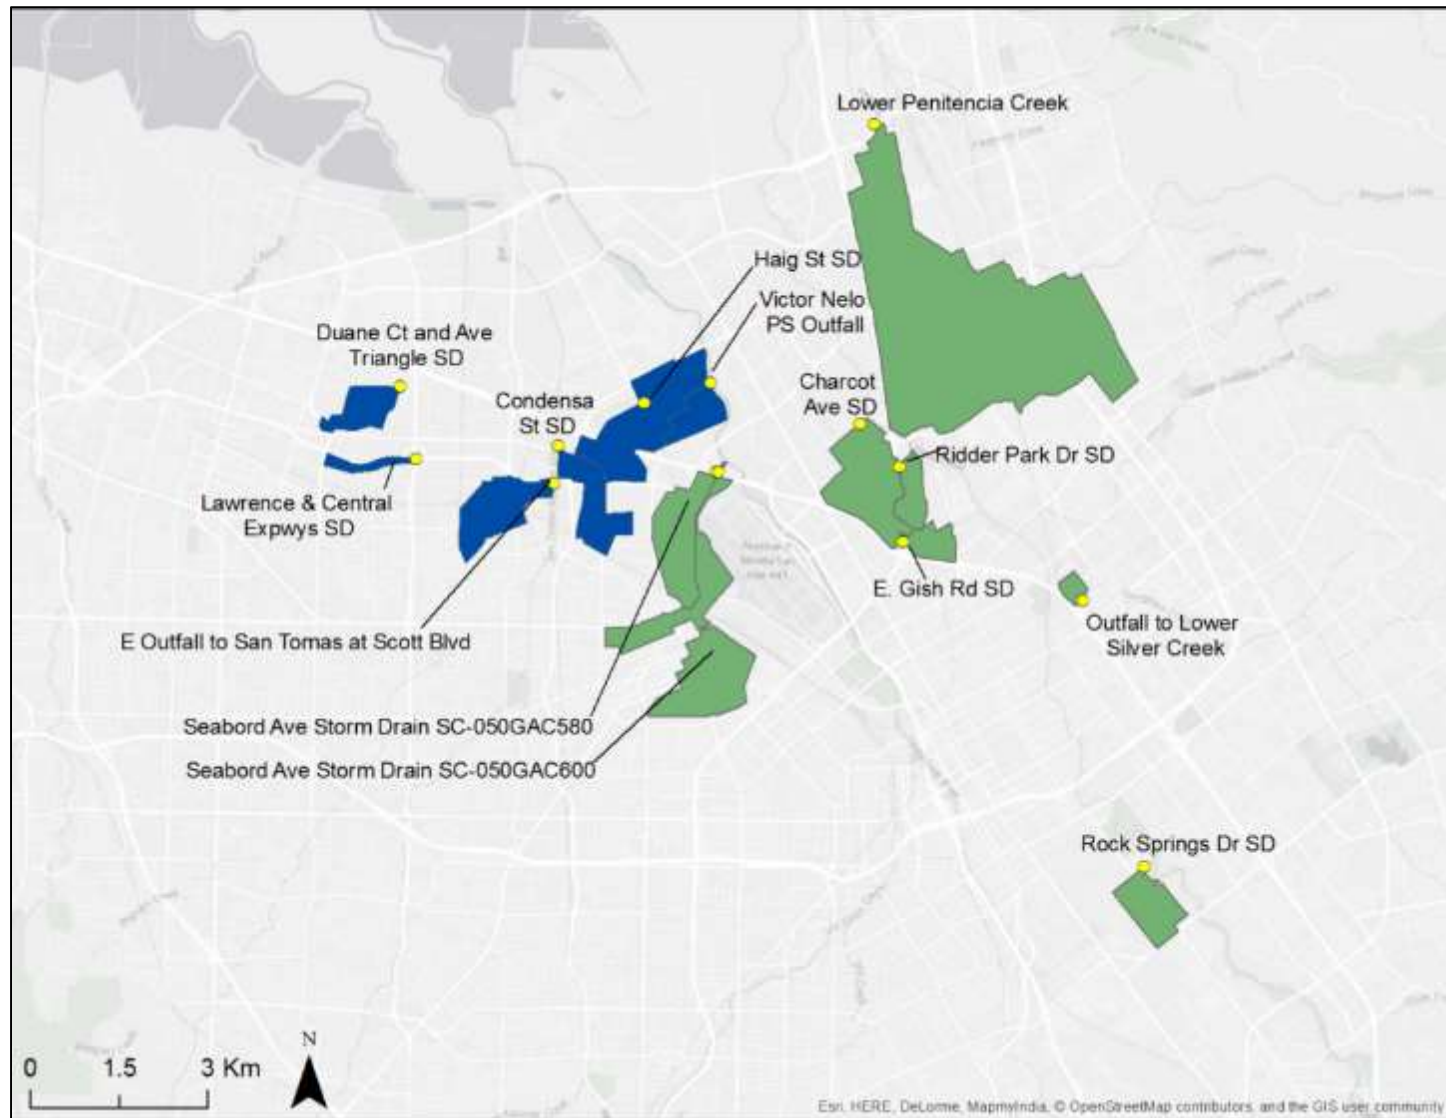 Lower Penitencia Creek
Haig St SD
Victor Nelo
PS Outfall
Duane Ct and Ave
Triangle SD
Charcot
Ave SD
Condensa
St SD
Ridder Park Dr SD
Lawrence & Central
Expwys SD
E. Gish Rd SD
Outfall to Lower
Silver Creek
E Outfall to San Tomas at Scott Blvd
Seabord Ave Storm Drain SC-050GAC580
Seabord Ave Storm Drain SC-050GAC600
Rock Springs Dr SD
N
0 1.5 3 Km
Esri, HERE, DeLorme, MapmyIndia, © OpenStreetMap contributors, and the GIS user community